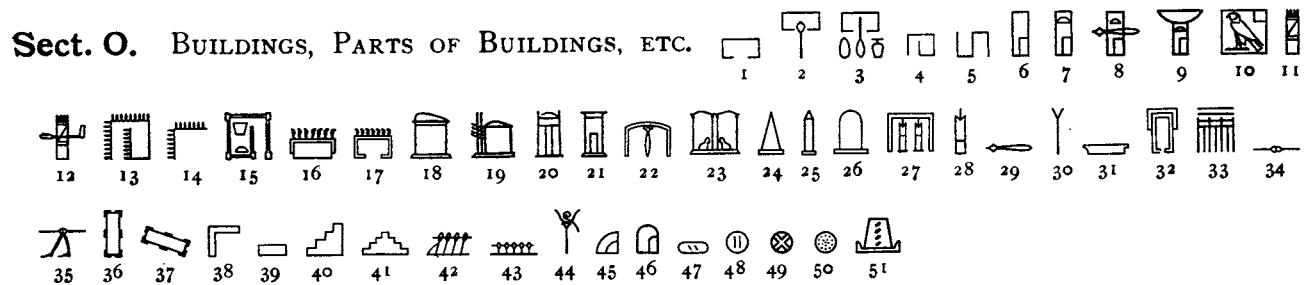 Sect. O. BUILDINGS, PARTS OF BUILDINGS, ETC. 1 2 3 4 5 6 7 8 9 10 11
12 13 14 15 16 17 18 19 20 21 22 23 24 25 26 27 28 29 30 31 32 33 34
35 36 37 38 39 40 41 42 43 44 45 46 47 48 49 50 51